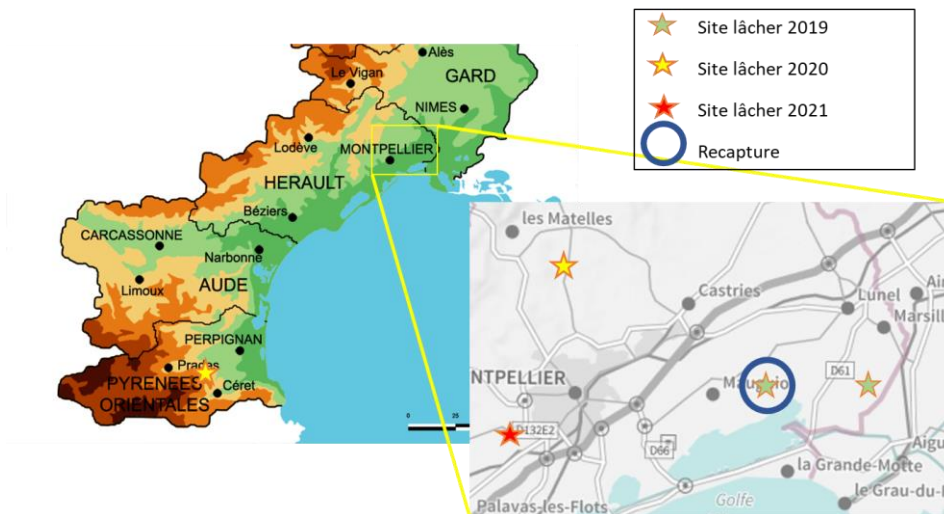 Site lâcher 2019
Site lâcher 2020
Site lâcher 2021
Recapture
Alès
Le Vigan
GARD
NIMES
Lodève
MONTPELLIER
HERAULT
Béziers
CARCASSONNE
Narbonne
Limoux
AUDE
PERPIGNAN
Prades
PYRENEES
ORIENTALES
Céret
0
25
les Matelles
Castries
Lunel
Marsill
NTPELLIER
D61
D132E2
D66
Aigu
la Grande-Motte
le Grau-du-R
Palavas-les-Flots
Golfe